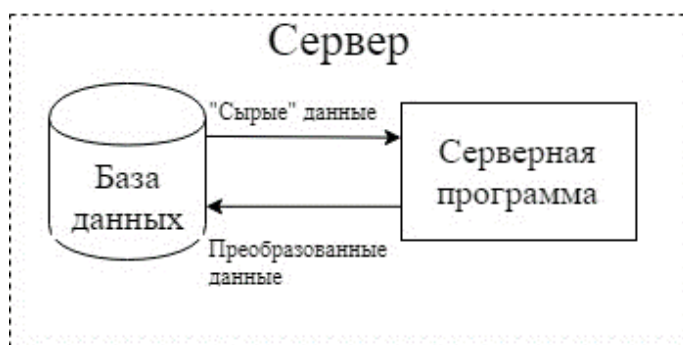 Сервер
"Сырые" данные
База
данных
Серверная
программа
Преобразованные
данные